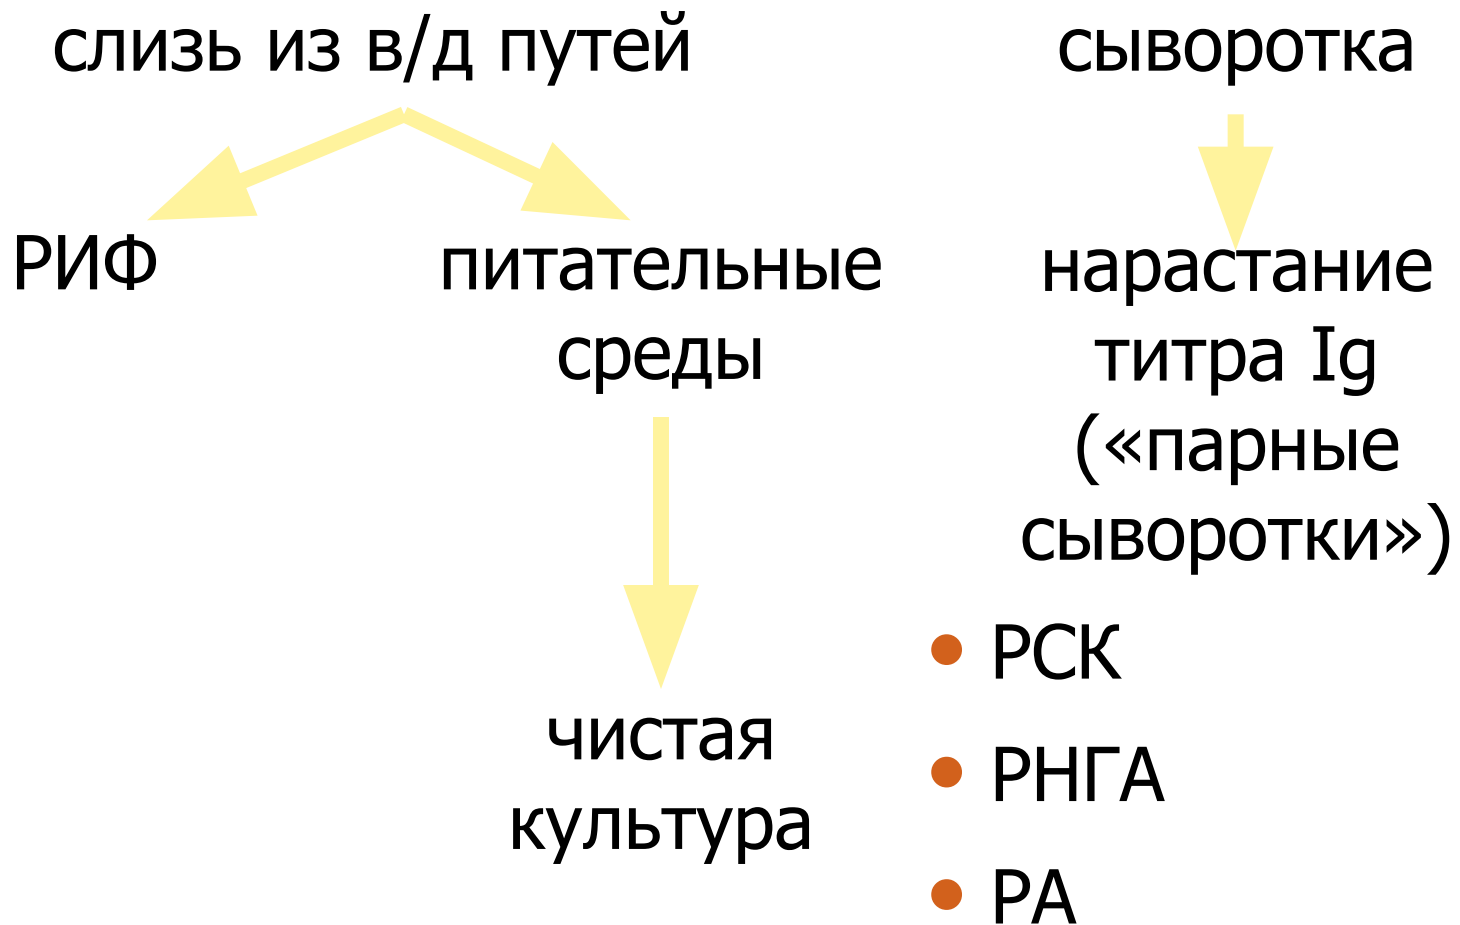 слизь из в/д путей
сыворотка
РИФ
питательные
среды
чистая
культура
нарастание
титра Ig
(«парные
сыворотки»)
• РСК
• РНГА
• РА